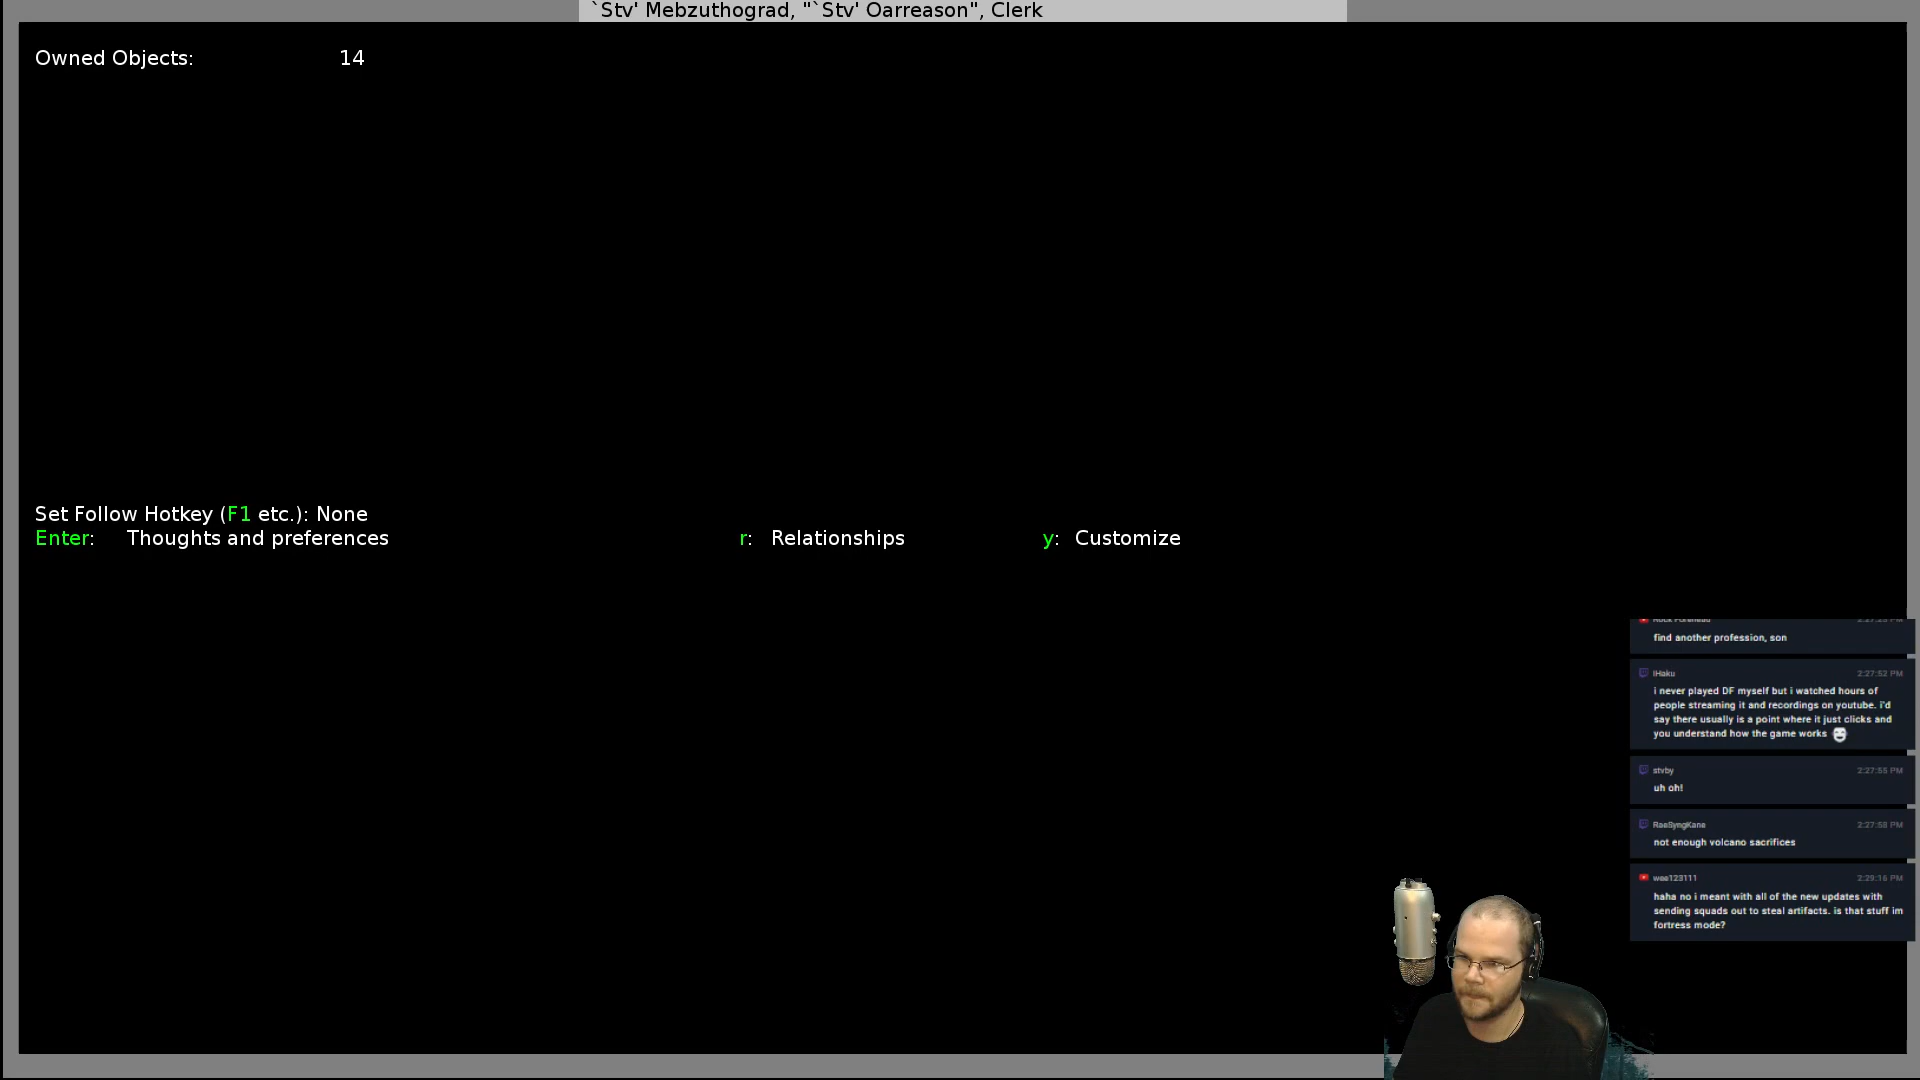 `Stv' Mebzuthograd, "`Stv' Oarreason", Clerk
Owned Objects: 14
Set Follow Hotkey (F1 etc.): None
Enter: Thoughts and preferences r: Relationships y: Customize
find another profession, son
IHaku 2:27:52 PM
i never played DF myself but i watched hours of
people streaming it and recordings on youtube. i'd
say there usually is a point where it just clicks and
you understand how the game works
stvby 2:27:55 PM
uh oh!
RaeSyngKane 2:27:58 PM
not enough volcano sacrifices
wee123111 2:29:16 PM
haha no i meant with all of the new updates with
sending squads out to steal artifacts. is that stuff im
fortress mode?